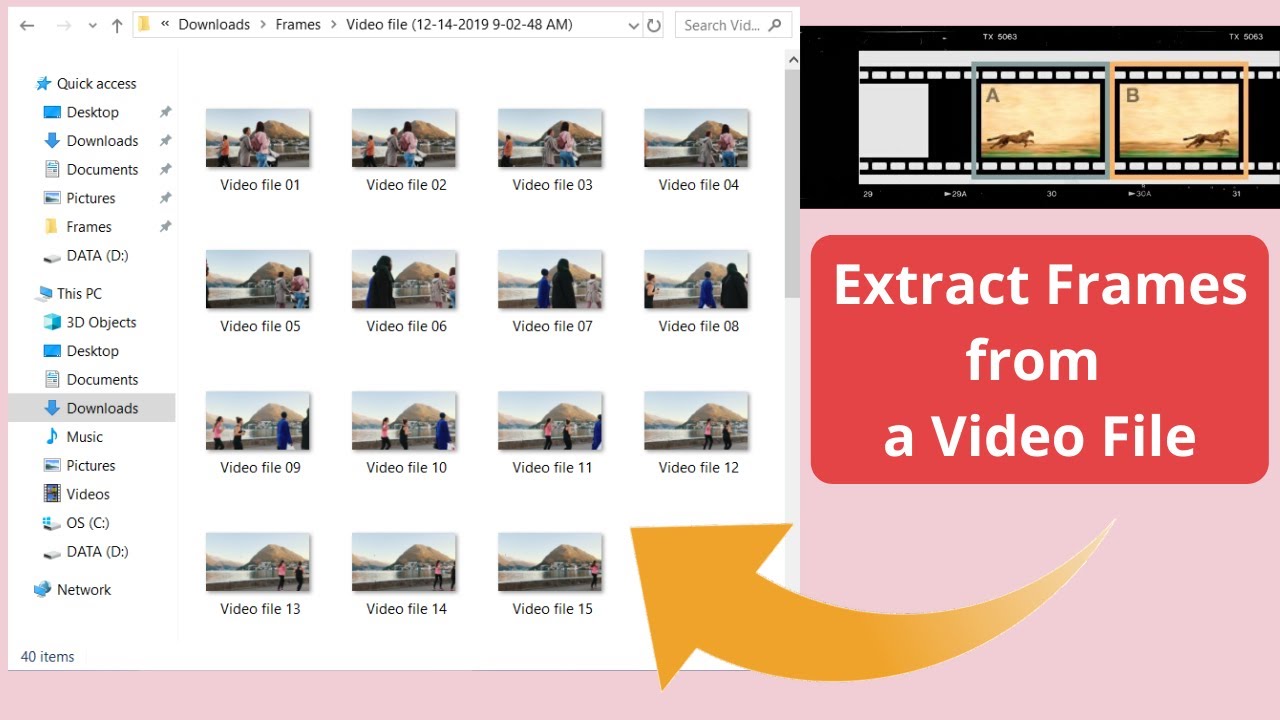 « Downloads > Frames > Video file (12-14-2019 9-02-48 AM)
Search Vid...
Quick access
Desktop
Downloads
Documents
Pictures
Frames
DATA (D:)
This PC
3D Objects
Desktop
Documents
Downloads
Music
Pictures
Videos
OS (C:)
DATA (D:)
Network
Video file 01 Video file 02 Video file 03 Video file 04
Video file 05 Video file 06 Video file 07 Video file 08
Video file 09 Video file 10 Video file 11 Video file 12
Video file 13 Video file 14 Video file 15
40 items
TX 5063 TX 5063
A B
29 ►29A 30 ►30A 31
Extract Frames
from
a Video File